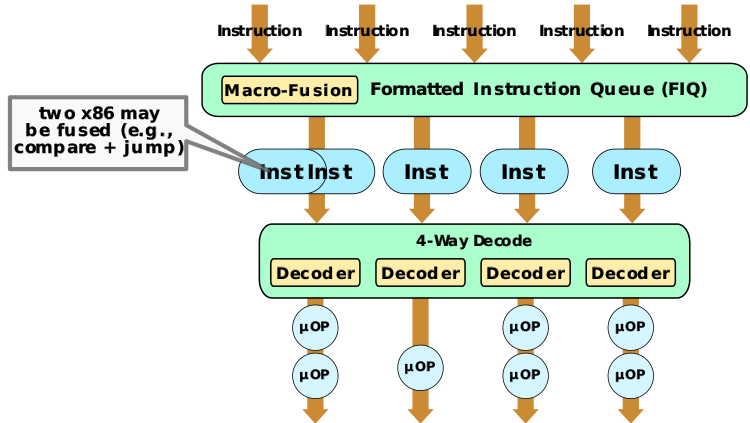 Instruction Instruction Instruction Instruction Instruction
Macro-Fusion Formatted Instruction Queue (FIQ)
two x86 may
be fused (e.g.,
compare + jump)
Inst Inst Inst Inst Inst
4-Way Decode
Decoder Decoder Decoder Decoder
μOP μOP μOP
μOP
μOP μOP μOP